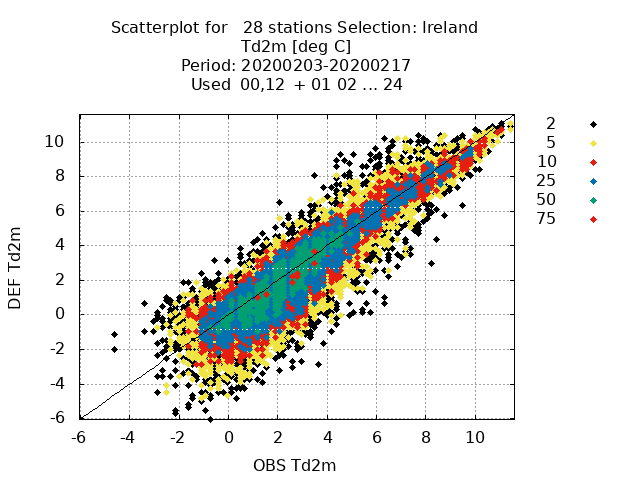 Scatterplot for   28 stations Selection: Ireland
Td2m [deg C]
Period: 20200203-20200217
Used  00,12  + 01 02 ... 24
2
5
10
25
50
75
DEF Td2m
10
8
6
4
2
0
-2
-4
-6
-6 -4 -2 0 2 4 6 8 10
OBS Td2m